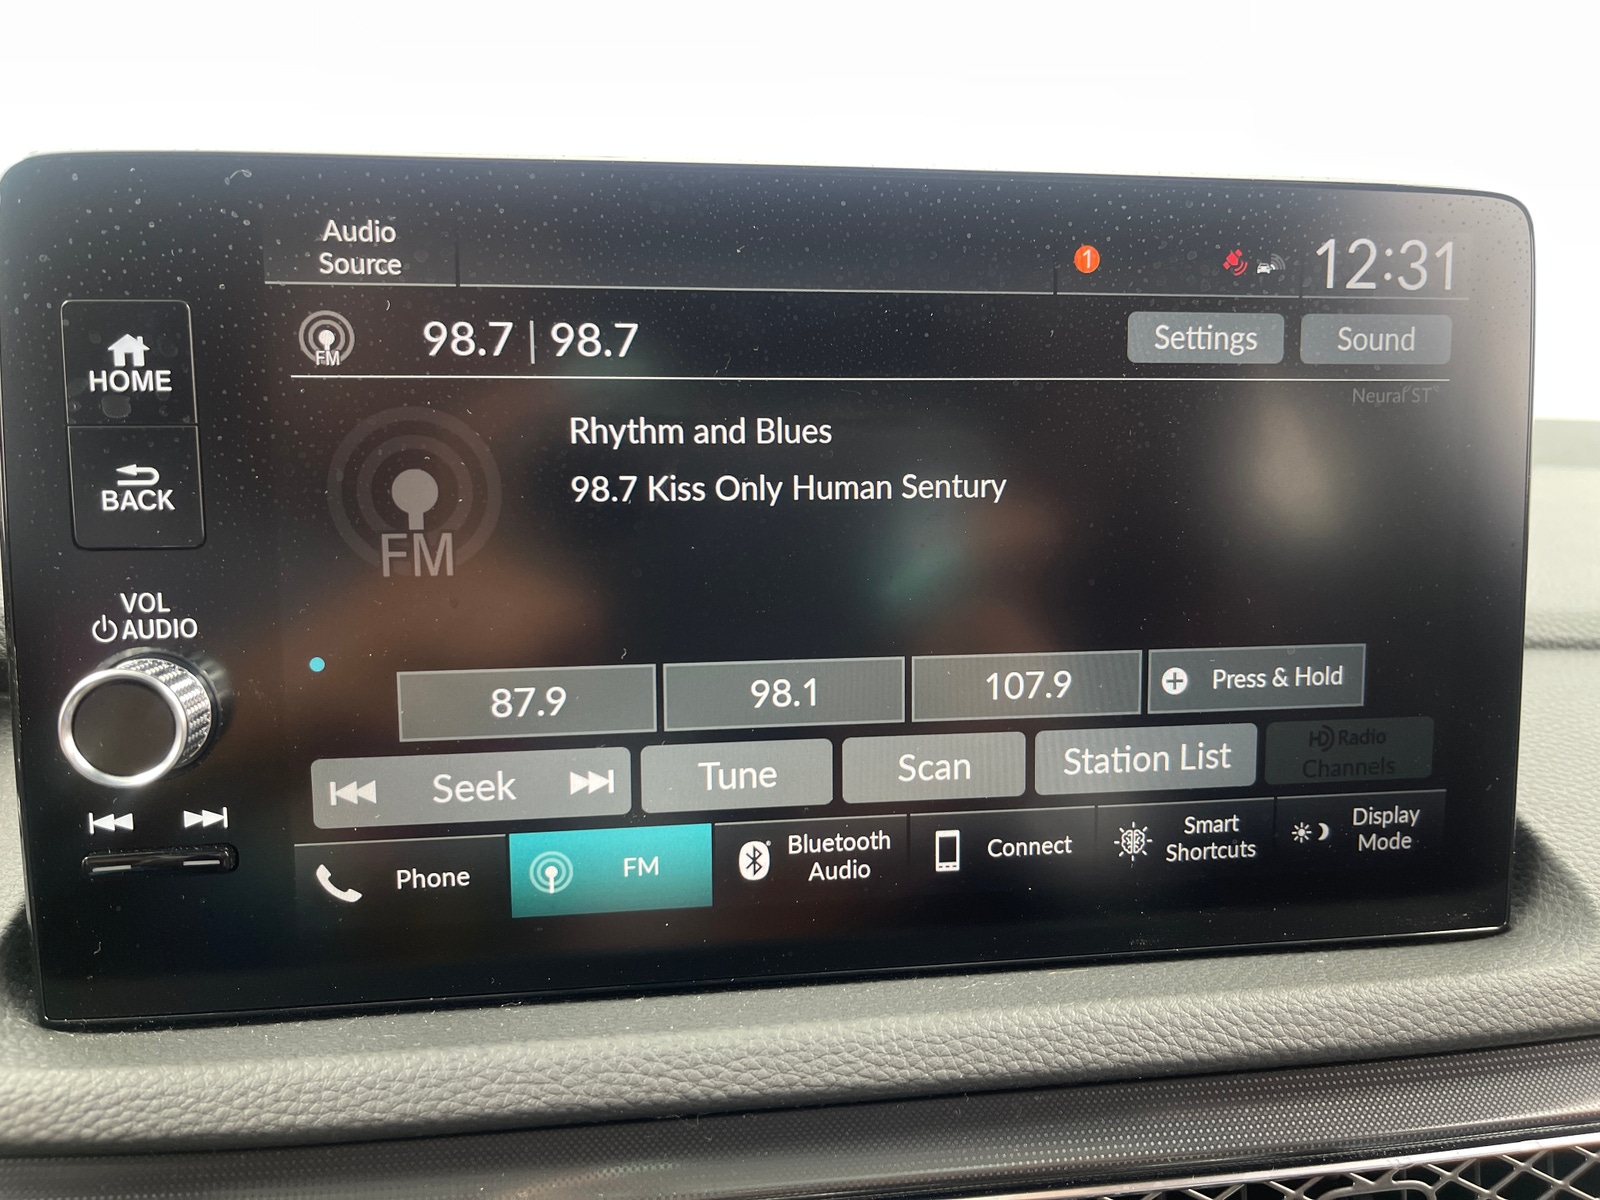 Audio
Source
1
12:31
FM
98.7 | 98.7
Settings
Sound
Neural ST
HOME
Rhythm and Blues
98.7 Kiss Only Human Sentury
BACK
FM
VOL
AUDIO
87.9
98.1
107.9
Press & Hold
Seek
Tune
Scan
Station List
HD Radio
Channels
Phone
FM
Bluetooth
Audio
Connect
Smart
Shortcuts
Display
Mode